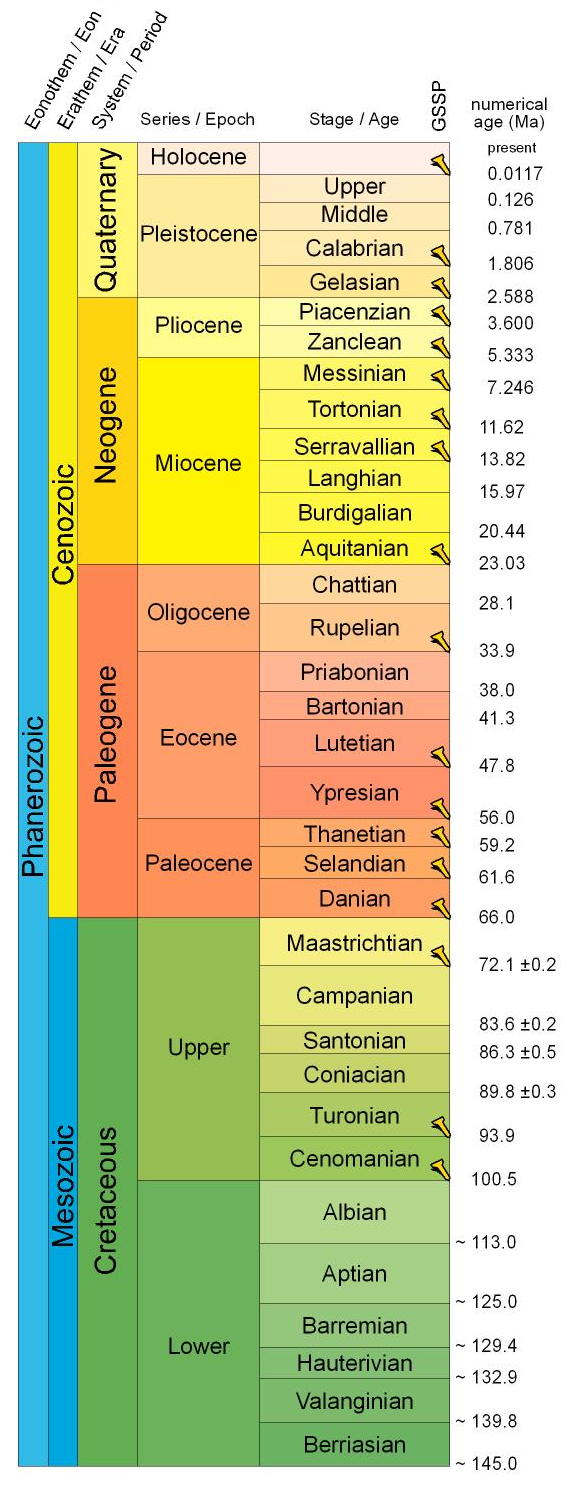 Eonothem / Eon
Erathem / Era
System / Period
Series / Epoch
Stage / Age
GSSP
numerical
age (Ma)
present
Phanerozoic
Cenozoic
Quaternary
Holocene
0.0117
Pleistocene
Upper
0.126
Middle
0.781
Calabrian
1.806
Gelasian
2.588
Neogene
Pliocene
Piacenzian
3.600
Zanclean
5.333
Miocene
Messinian
7.246
Tortonian
11.62
Serravallian
13.82
Langhian
15.97
Burdigalian
20.44
Aquitanian
23.03
Paleogene
Oligocene
Chattian
28.1
Rupelian
33.9
Eocene
Priabonian
38.0
Bartonian
41.3
Lutetian
47.8
Ypresian
56.0
Paleocene
Thanetian
59.2
Selandian
61.6
Danian
66.0
Mesozoic
Cretaceous
Upper
Maastrichtian
72.1 ±0.2
Campanian
83.6 ±0.2
Santonian
86.3 ±0.5
Coniacian
89.8 ±0.3
Turonian
93.9
Cenomanian
100.5
Lower
Albian
~ 113.0
Aptian
~ 125.0
Barremian
~ 129.4
Hauterivian
~ 132.9
Valanginian
~ 139.8
Berriasian
~ 145.0